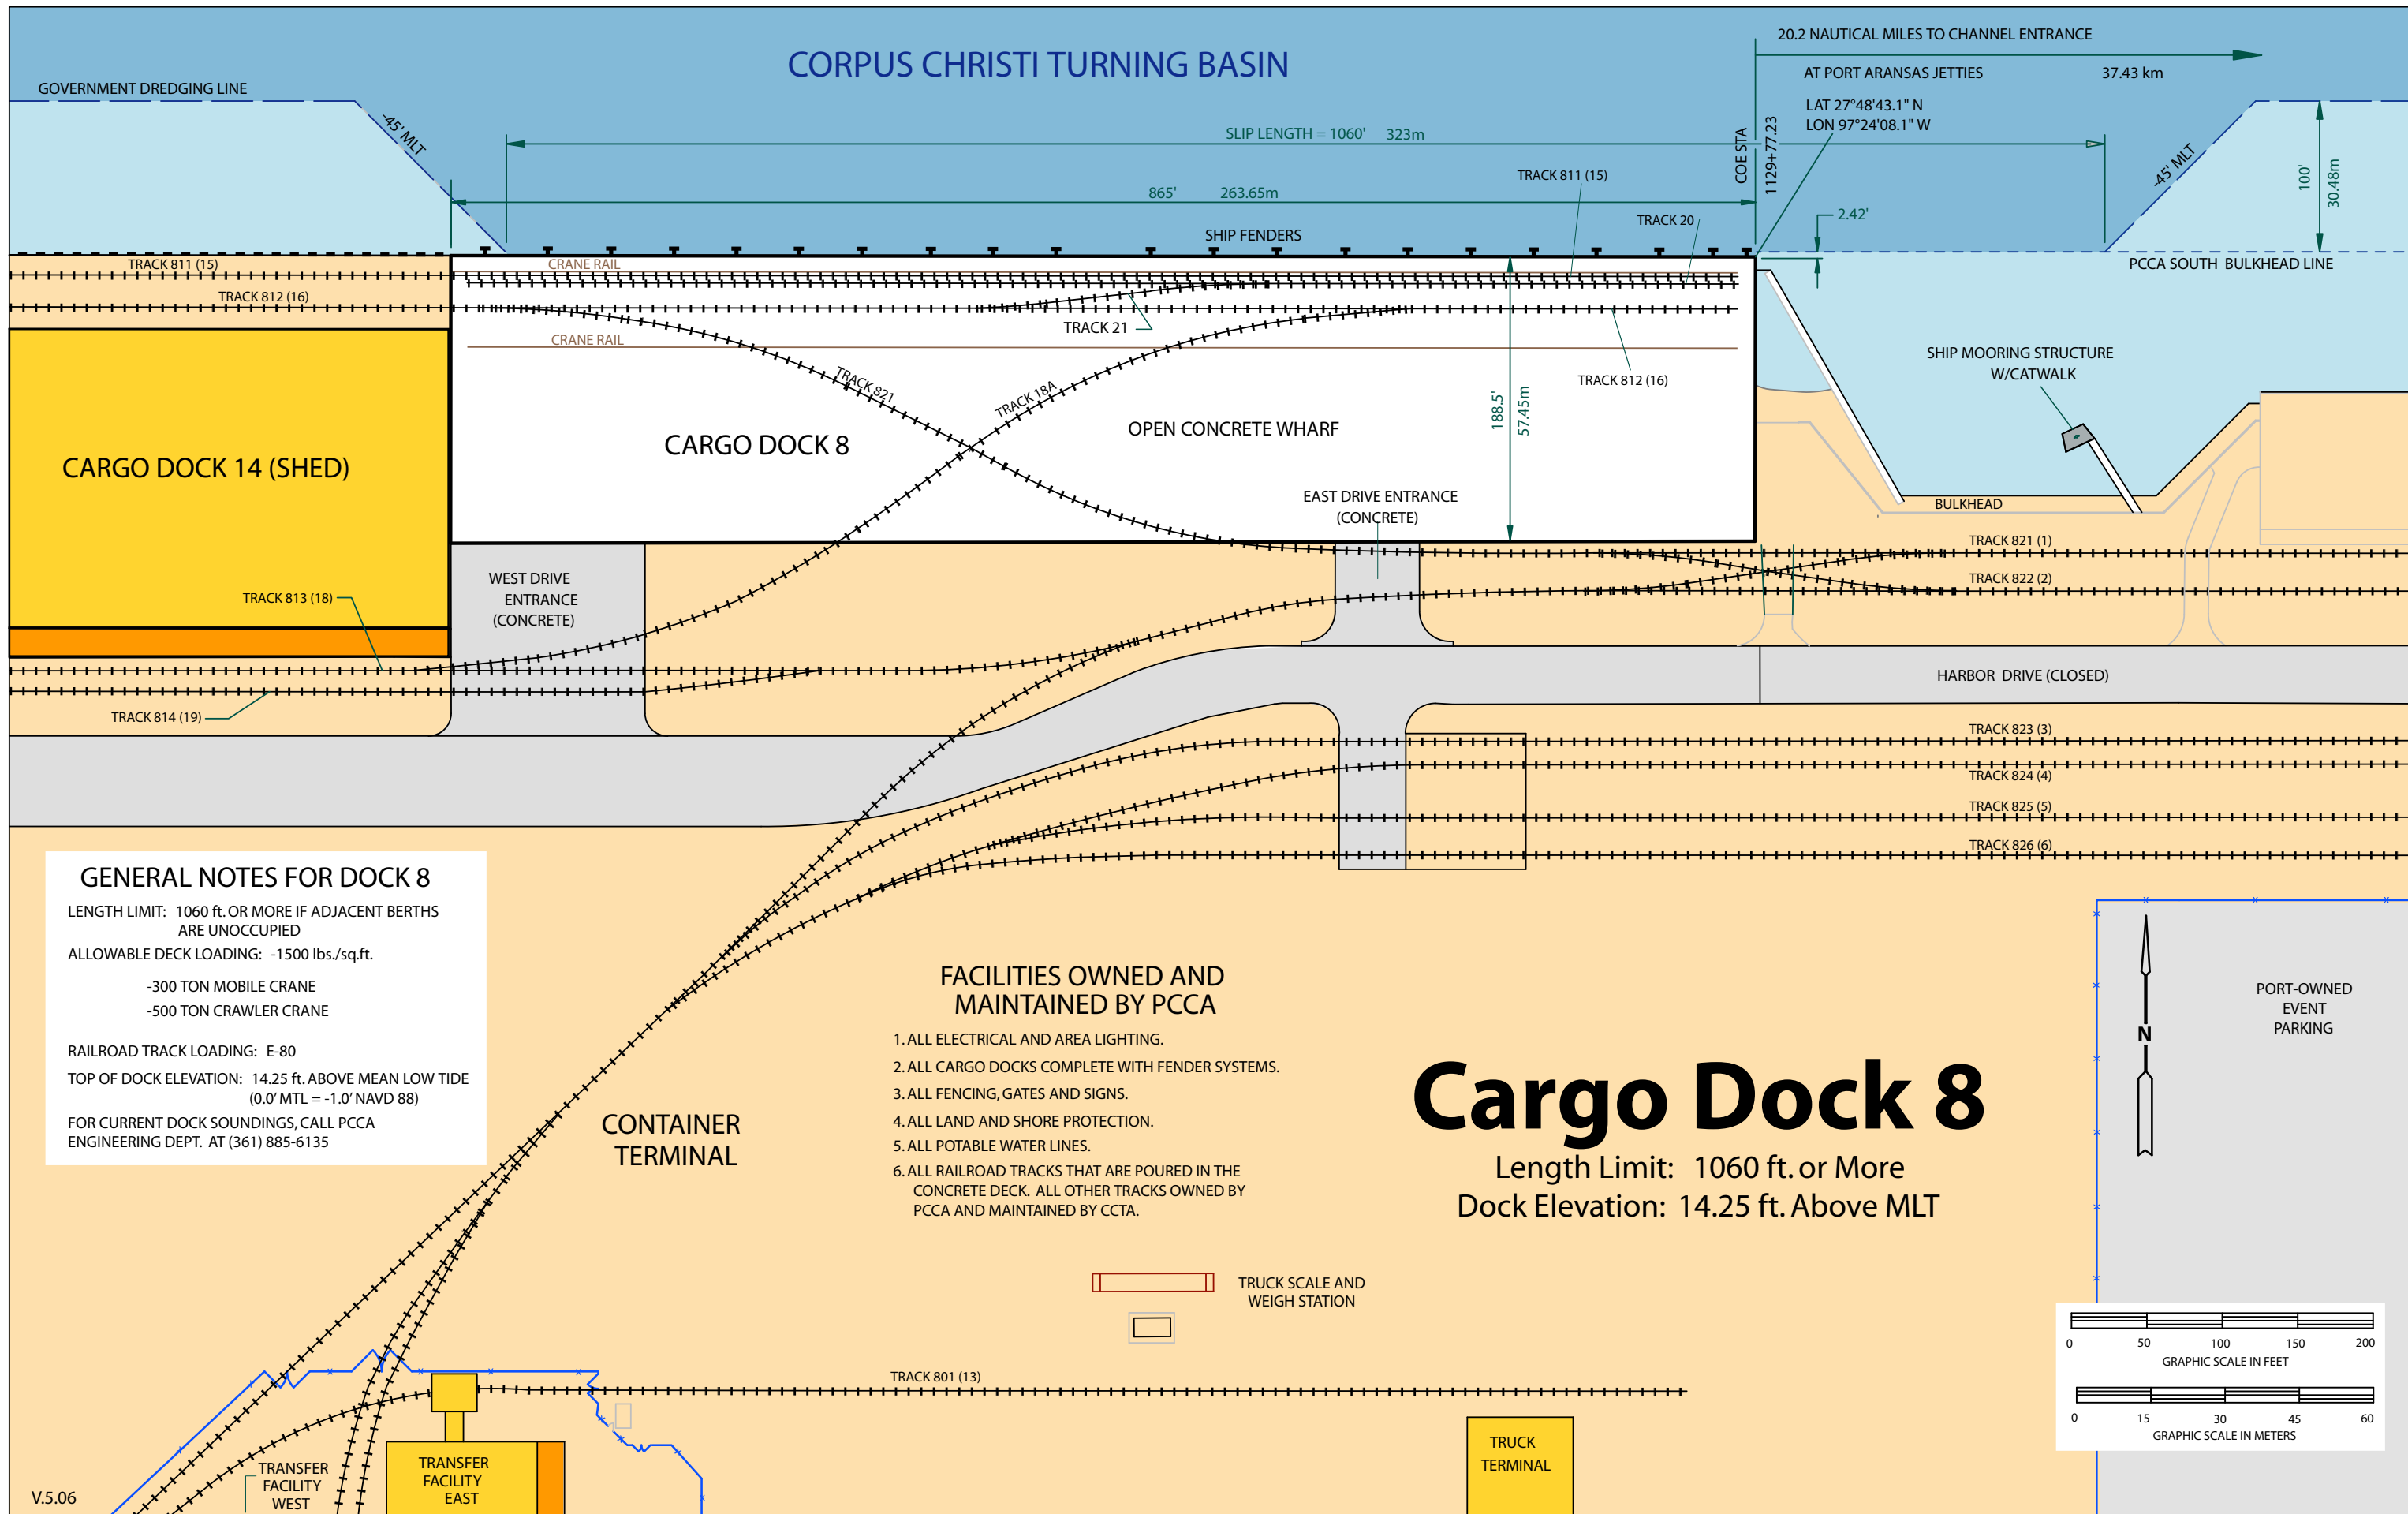 CORPUS CHRISTI TURNING BASIN
20.2 NAUTICAL MILES TO CHANNEL ENTRANCE
AT PORT ARANSAS JETTIES 37.43 km
LAT 27°48'43.1" N
LON 97°24'08.1" W
COE STA
1129+77.23
GOVERNMENT DREDGING LINE
-45' MLT
SLIP LENGTH = 1060' 323m
-45' MLT
100'
30.48m
865' 263.65m
TRACK 811 (15)
TRACK 20
2.42'
SHIP FENDERS
PCCA SOUTH BULKHEAD LINE
TRACK 811 (15)
CRANE RAIL
TRACK 812 (16)
TRACK 21
CRANE RAIL
TRACK 821
TRACK 18A
TRACK 812 (16)
188.5'
57.45m
SHIP MOORING STRUCTURE
W/CATWALK
CARGO DOCK 14 (SHED)
CARGO DOCK 8
OPEN CONCRETE WHARF
EAST DRIVE ENTRANCE
(CONCRETE)
BULKHEAD
TRACK 821 (1)
TRACK 822 (2)
WEST DRIVE
ENTRANCE
(CONCRETE)
TRACK 813 (18)
TRACK 814 (19)
HARBOR DRIVE (CLOSED)
TRACK 823 (3)
TRACK 824 (4)
TRACK 825 (5)
TRACK 826 (6)
GENERAL NOTES FOR DOCK 8
LENGTH LIMIT: 1060 ft. OR MORE IF ADJACENT BERTHS
ARE UNOCCUPIED
ALLOWABLE DECK LOADING: -1500 lbs./sq.ft.
-300 TON MOBILE CRANE
-500 TON CRAWLER CRANE
RAILROAD TRACK LOADING: E-80
TOP OF DOCK ELEVATION: 14.25 ft. ABOVE MEAN LOW TIDE
(0.0' MTL = -1.0' NAVD 88)
FOR CURRENT DOCK SOUNDINGS, CALL PCCA
ENGINEERING DEPT. AT (361) 885-6135
CONTAINER
TERMINAL
FACILITIES OWNED AND
MAINTAINED BY PCCA
1. ALL ELECTRICAL AND AREA LIGHTING.
2. ALL CARGO DOCKS COMPLETE WITH FENDER SYSTEMS.
3. ALL FENCING, GATES AND SIGNS.
4. ALL LAND AND SHORE PROTECTION.
5. ALL POTABLE WATER LINES.
6. ALL RAILROAD TRACKS THAT ARE POURED IN THE
CONCRETE DECK. ALL OTHER TRACKS OWNED BY
PCCA AND MAINTAINED BY CCTA.
Cargo Dock 8
Length Limit: 1060 ft. or More
Dock Elevation: 14.25 ft. Above MLT
N
PORT-OWNED
EVENT
PARKING
TRUCK SCALE AND
WEIGH STATION
TRACK 801 (13)
0 50 100 150 200
GRAPHIC SCALE IN FEET
0 15 30 45 60
GRAPHIC SCALE IN METERS
TRUCK
TERMINAL
TRANSFER
FACILITY
EAST
TRANSFER
FACILITY
WEST
V.5.06